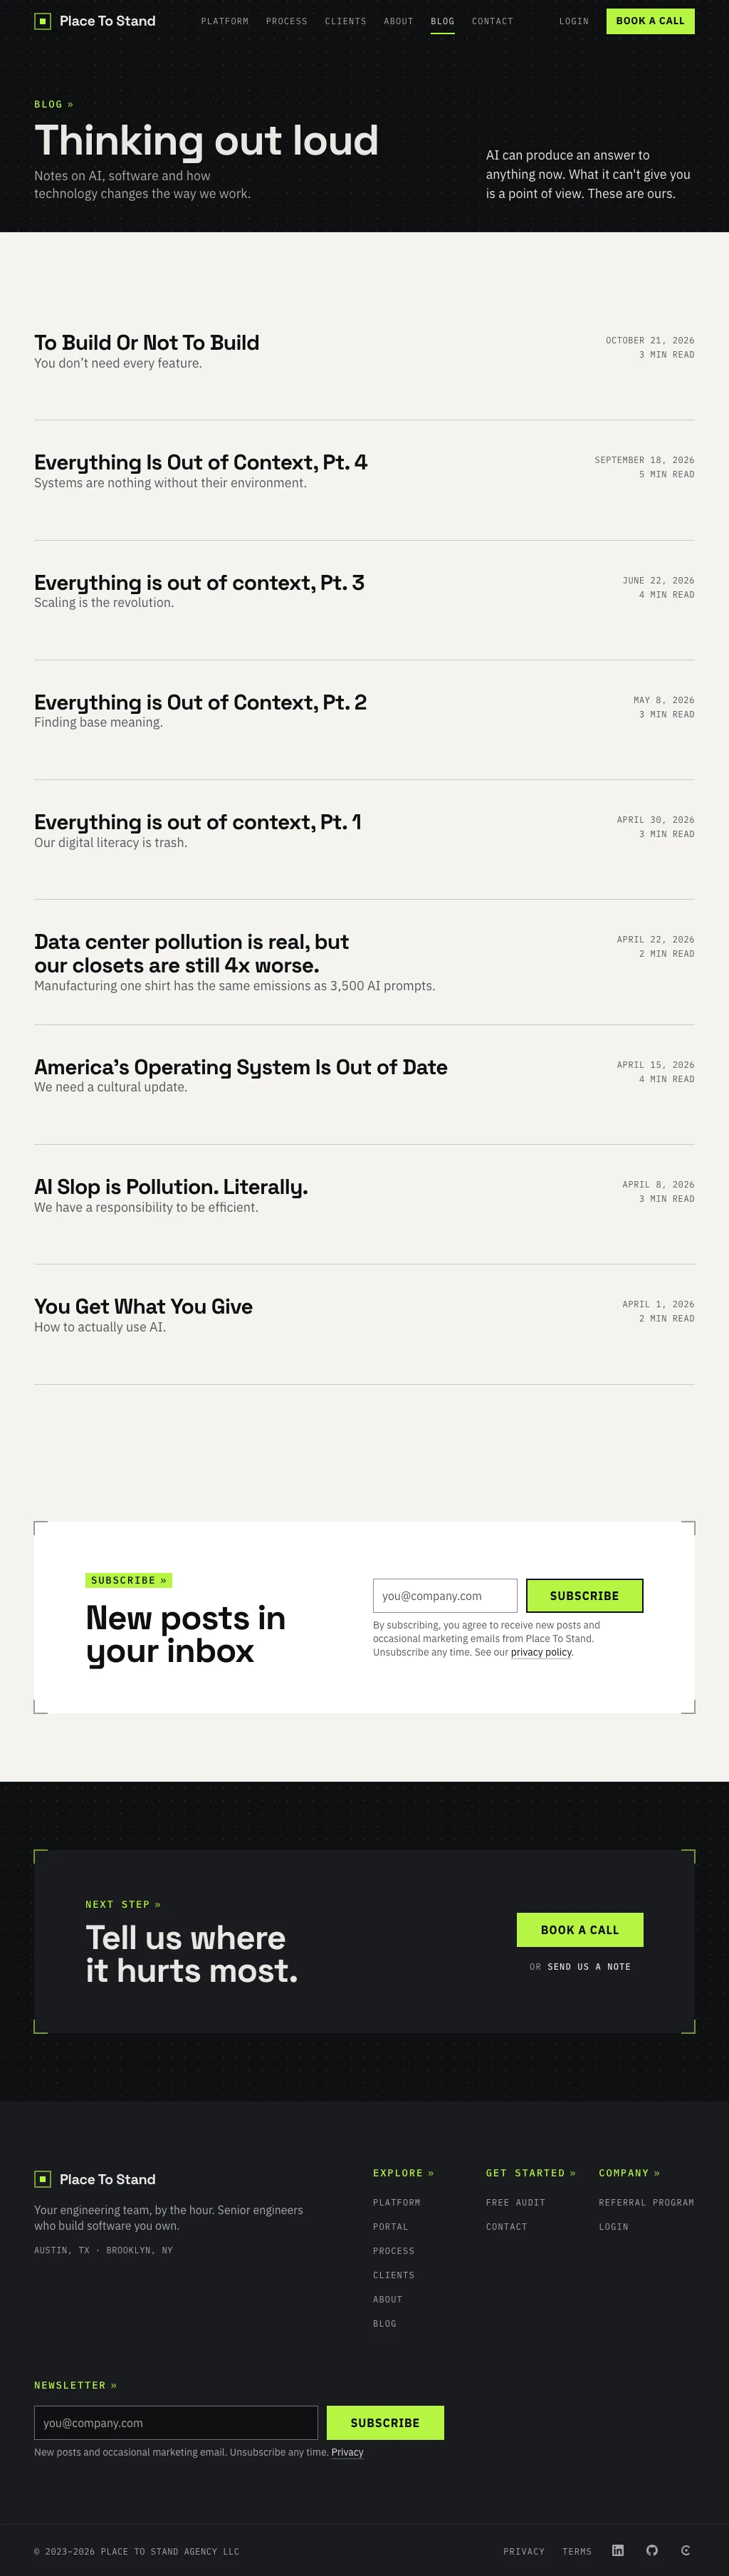 Place To Stand
PLATFORM PROCESS CLIENTS ABOUT BLOG CONTACT LOGIN BOOK A CALL
BLOG »
Thinking out loud
Notes on AI, software and how
technology changes the way we work.
AI can produce an answer to
anything now. What it can't give you
is a point of view. These are ours.
To Build Or Not To Build
You don’t need every feature.
OCTOBER 21, 2026
3 MIN READ
Everything Is Out of Context, Pt. 4
Systems are nothing without their environment.
SEPTEMBER 18, 2026
5 MIN READ
Everything is out of context, Pt. 3
Scaling is the revolution.
JUNE 22, 2026
4 MIN READ
Everything is Out of Context, Pt. 2
Finding base meaning.
MAY 8, 2026
3 MIN READ
Everything is out of context, Pt. 1
Our digital literacy is trash.
APRIL 30, 2026
3 MIN READ
Data center pollution is real, but
our closets are still 4x worse.
Manufacturing one shirt has the same emissions as 3,500 AI prompts.
APRIL 22, 2026
2 MIN READ
America’s Operating System Is Out of Date
We need a cultural update.
APRIL 15, 2026
4 MIN READ
AI Slop is Pollution. Literally.
We have a responsibility to be efficient.
APRIL 8, 2026
3 MIN READ
You Get What You Give
How to actually use AI.
APRIL 1, 2026
2 MIN READ
SUBSCRIBE »
New posts in
your inbox
you@company.com
SUBSCRIBE
By subscribing, you agree to receive new posts and
occasional marketing emails from Place To Stand.
Unsubscribe any time. See our privacy policy.
NEXT STEP »
Tell us where
it hurts most.
BOOK A CALL
OR SEND US A NOTE
Place To Stand
Your engineering team, by the hour. Senior engineers
who build software you own.
AUSTIN, TX · BROOKLYN, NY
EXPLORE »
PLATFORM
PORTAL
PROCESS
CLIENTS
ABOUT
BLOG
GET STARTED »
FREE AUDIT
CONTACT
COMPANY »
REFERRAL PROGRAM
LOGIN
NEWSLETTER »
you@company.com
SUBSCRIBE
New posts and occasional marketing email. Unsubscribe any time. Privacy
© 2023–2026 PLACE TO STAND AGENCY LLC
PRIVACY TERMS